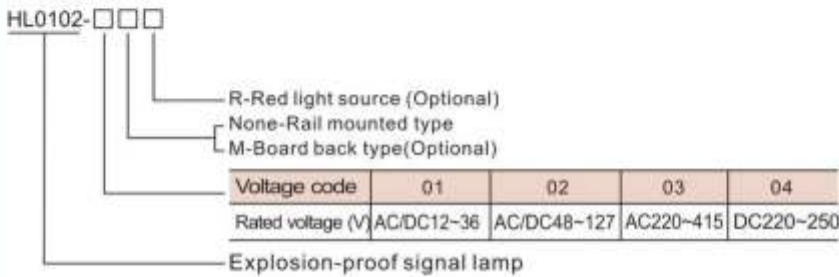 HL0102-□□□
R-Red light source (Optional)
None-Rail mounted type
M-Board back type(Optional)
Voltage code 01 02 03 04
Rated voltage (V) AC/DC12~36 AC/DC48~127 AC220~415 DC220~250
Explosion-proof signal lamp